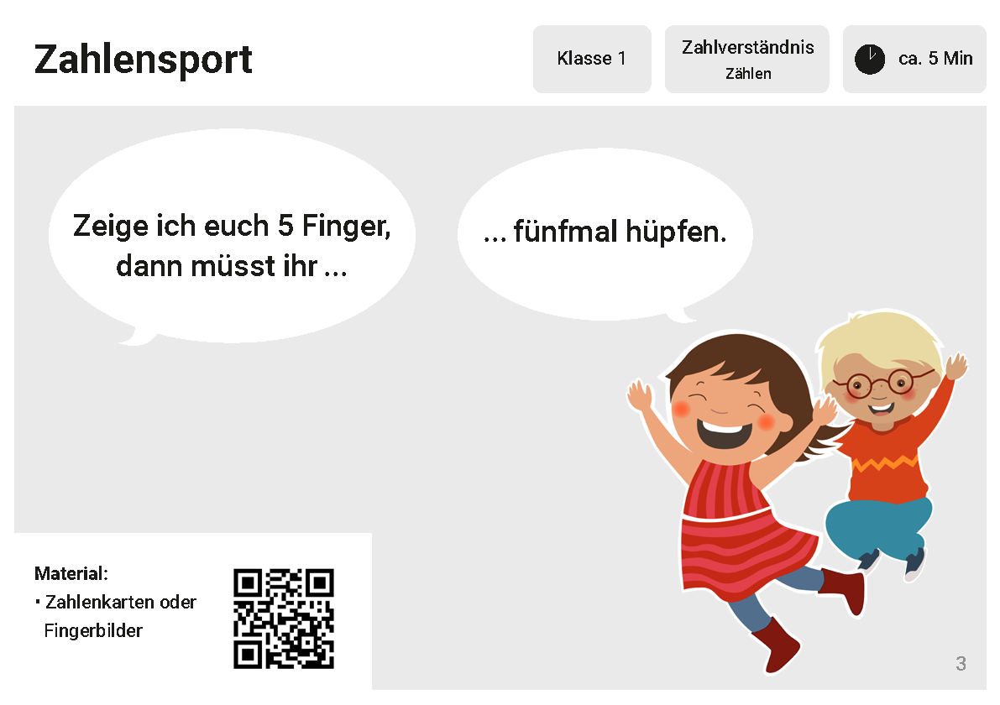 Zahlensport
Klasse 1
Zahlverständnis
Zählen
ca. 5 Min
Zeige ich euch 5 Finger,
dann müsst ihr ...
... fünfmal hüpfen.
Material:
• Zahlenkarten oder
Fingerbilder
3